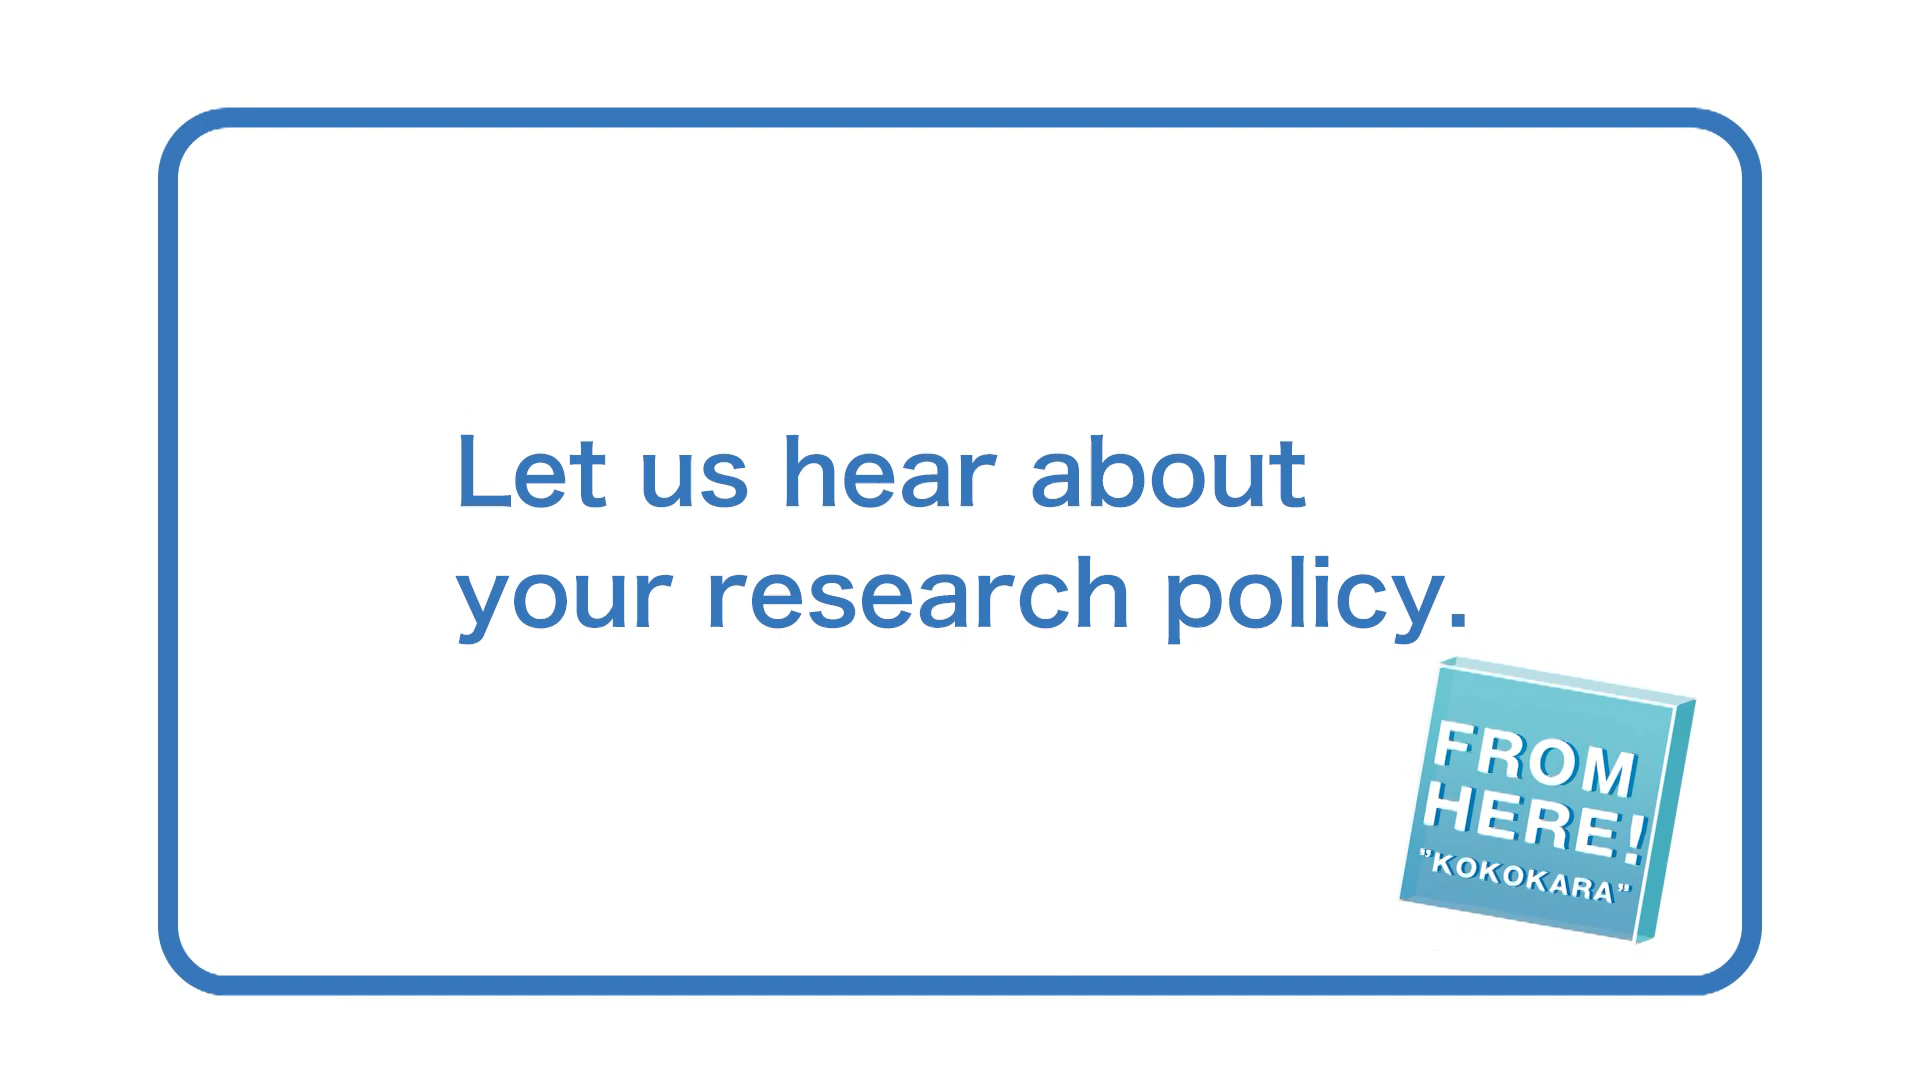 Let us hear about
your research policy.
FROM
HERE!
"KOKOKARA"